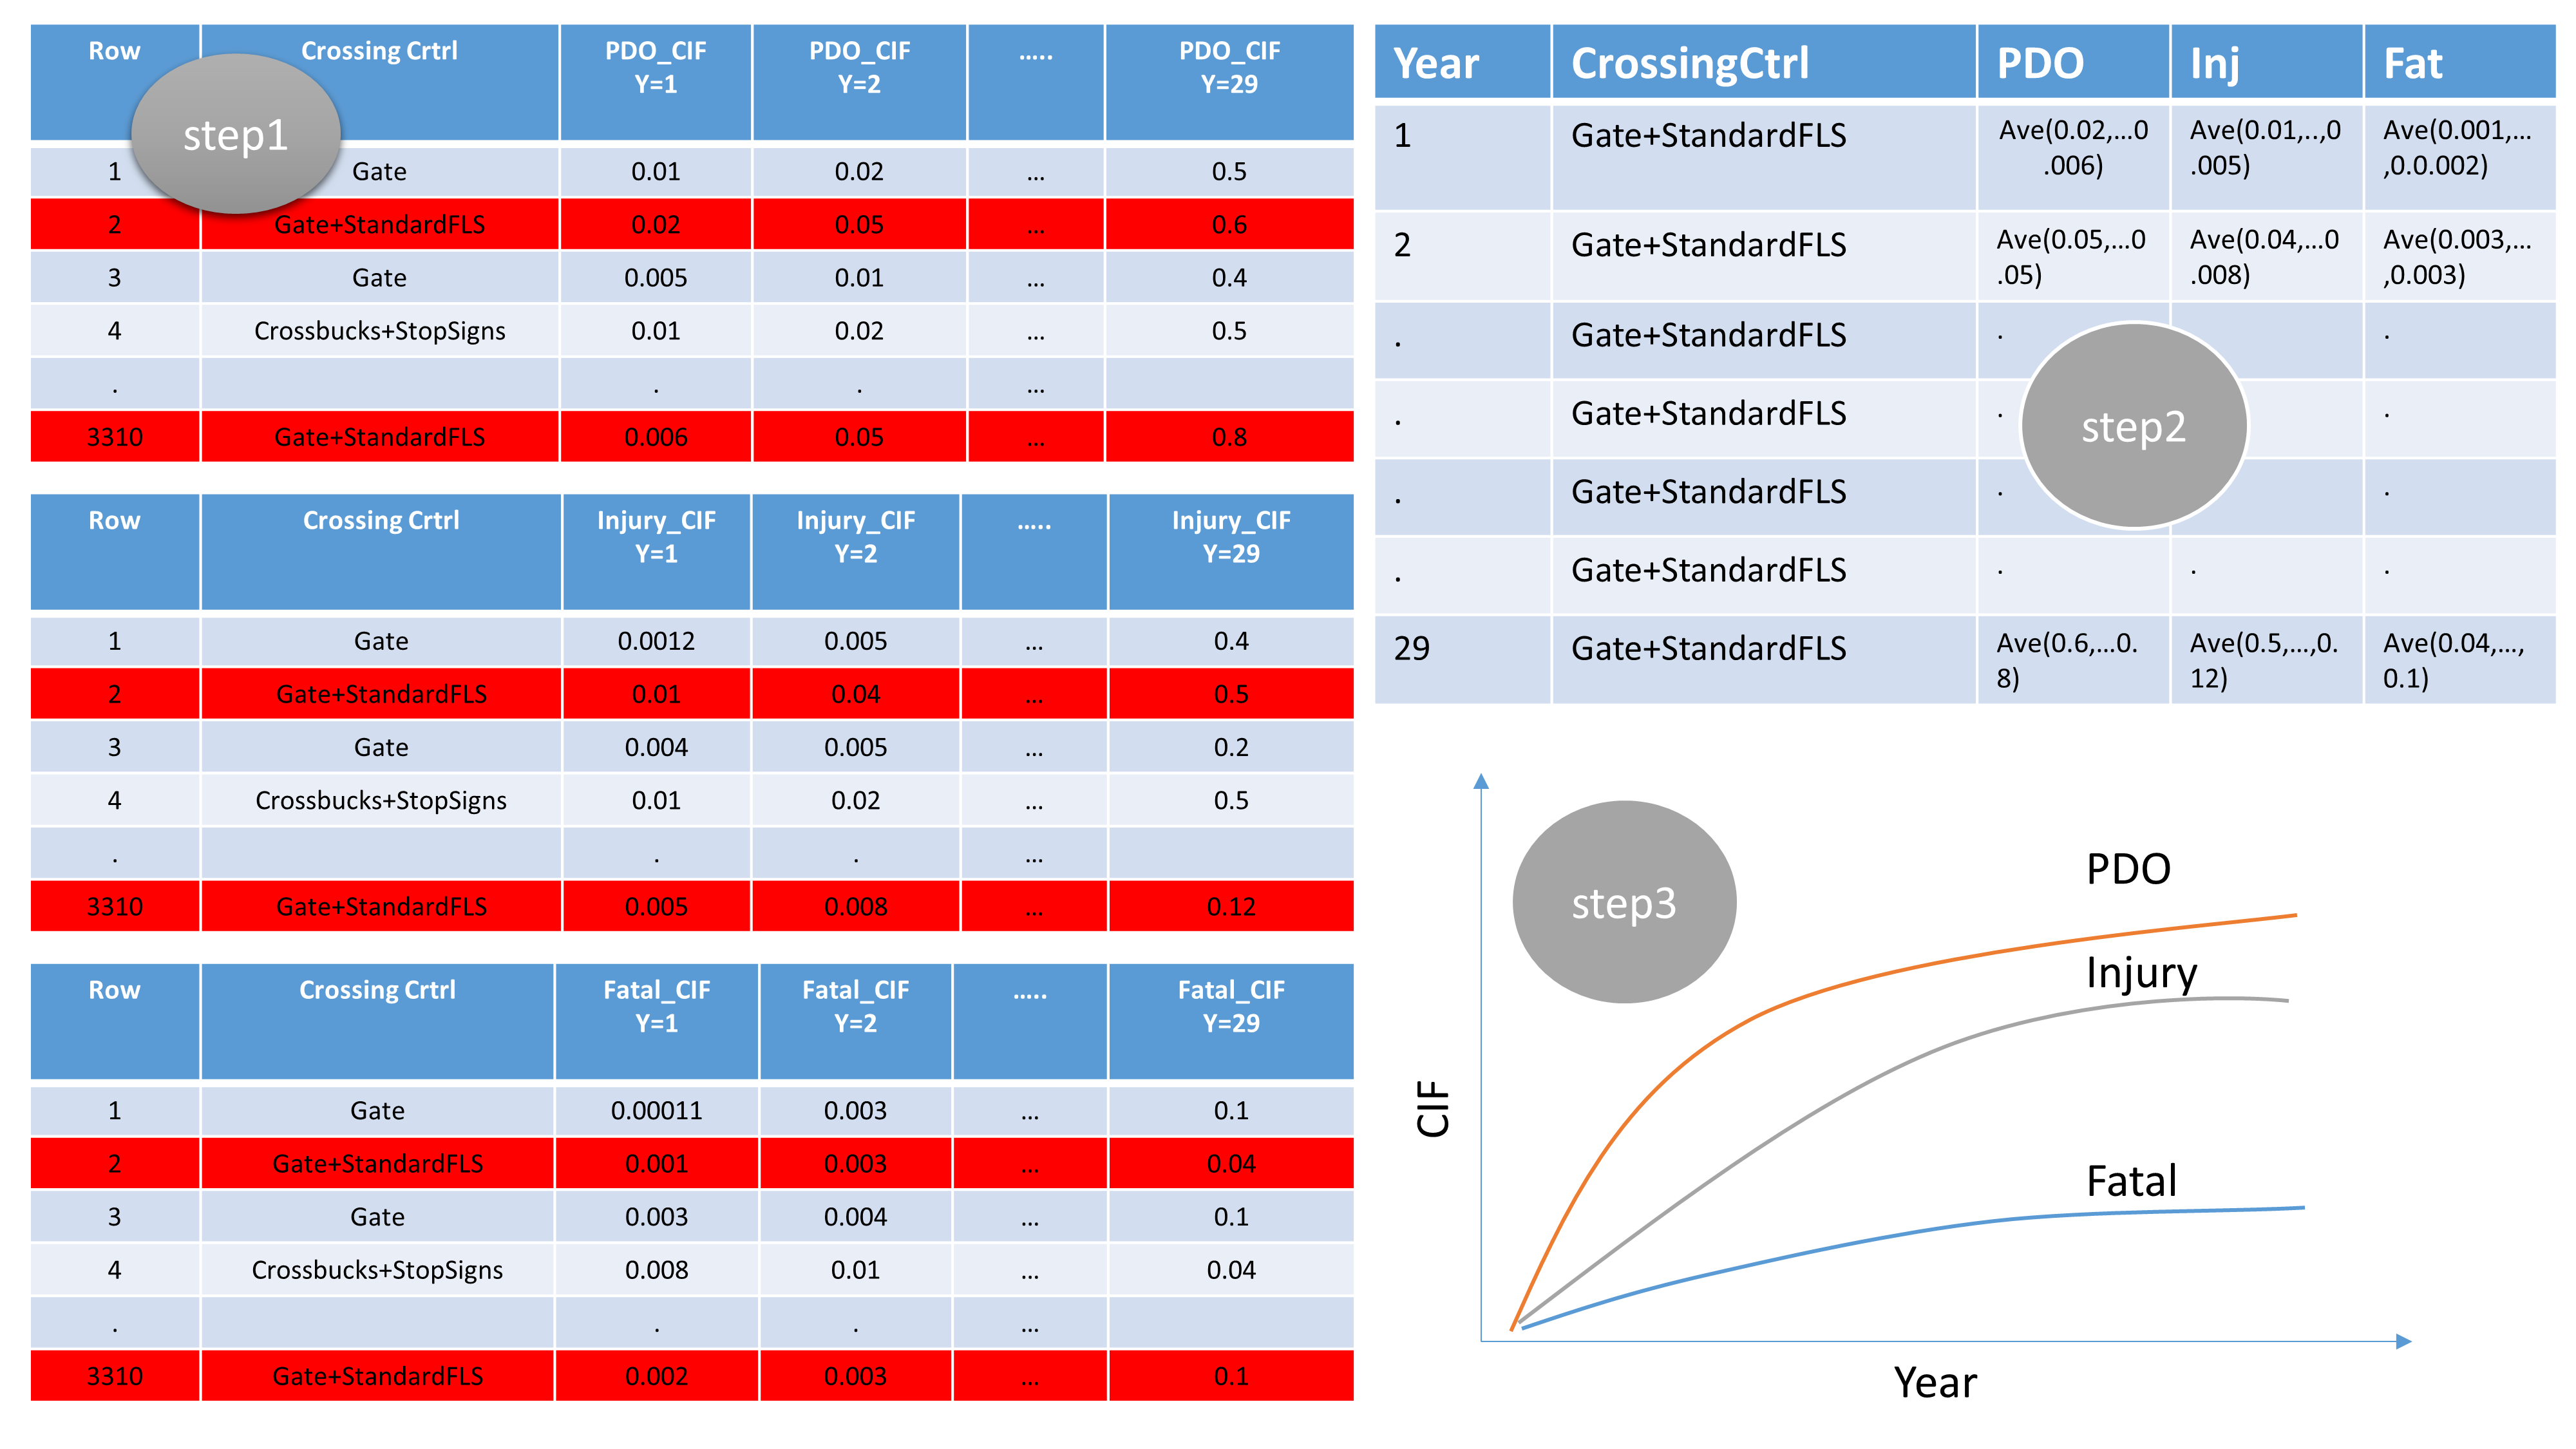 Row Crossing Crtrl PDO_CIF Y=1 PDO_CIF Y=2 ..... PDO_CIF Y=29
step1
1 Gate 0.01 0.02 ... 0.5
2 Gate+StandardFLS 0.02 0.05 ... 0.6
3 Gate 0.005 0.01 ... 0.4
4 Crossbucks+StopSigns 0.01 0.02 ... 0.5
. . . ...
3310 Gate+StandardFLS 0.006 0.05 ... 0.8
Row Crossing Crtrl Injury_CIF Y=1 Injury_CIF Y=2 ..... Injury_CIF Y=29
1 Gate 0.0012 0.005 ... 0.4
2 Gate+StandardFLS 0.01 0.04 ... 0.5
3 Gate 0.004 0.005 ... 0.2
4 Crossbucks+StopSigns 0.01 0.02 ... 0.5
. . . ...
3310 Gate+StandardFLS 0.005 0.008 ... 0.12
Row Crossing Crtrl Fatal_CIF Y=1 Fatal_CIF Y=2 ..... Fatal_CIF Y=29
1 Gate 0.00011 0.003 ... 0.1
2 Gate+StandardFLS 0.001 0.003 ... 0.04
3 Gate 0.003 0.004 ... 0.1
4 Crossbucks+StopSigns 0.008 0.01 ... 0.04
. . . ...
3310 Gate+StandardFLS 0.002 0.003 ... 0.1
Year CrossingCtrl PDO Inj Fat
1 Gate+StandardFLS Ave(0.02,...0.006) Ave(0.01,..,0.005) Ave(0.001,...,0.0.002)
2 Gate+StandardFLS Ave(0.05,...0.05) Ave(0.04,...0.008) Ave(0.003,...,0.003)
. Gate+StandardFLS . .
. Gate+StandardFLS . .
step2
. Gate+StandardFLS . .
. Gate+StandardFLS . . .
29 Gate+StandardFLS Ave(0.6,...0.8) Ave(0.5,...,0.12) Ave(0.04,...,0.1)
step3
PDO
Injury
Fatal
CIF
Year